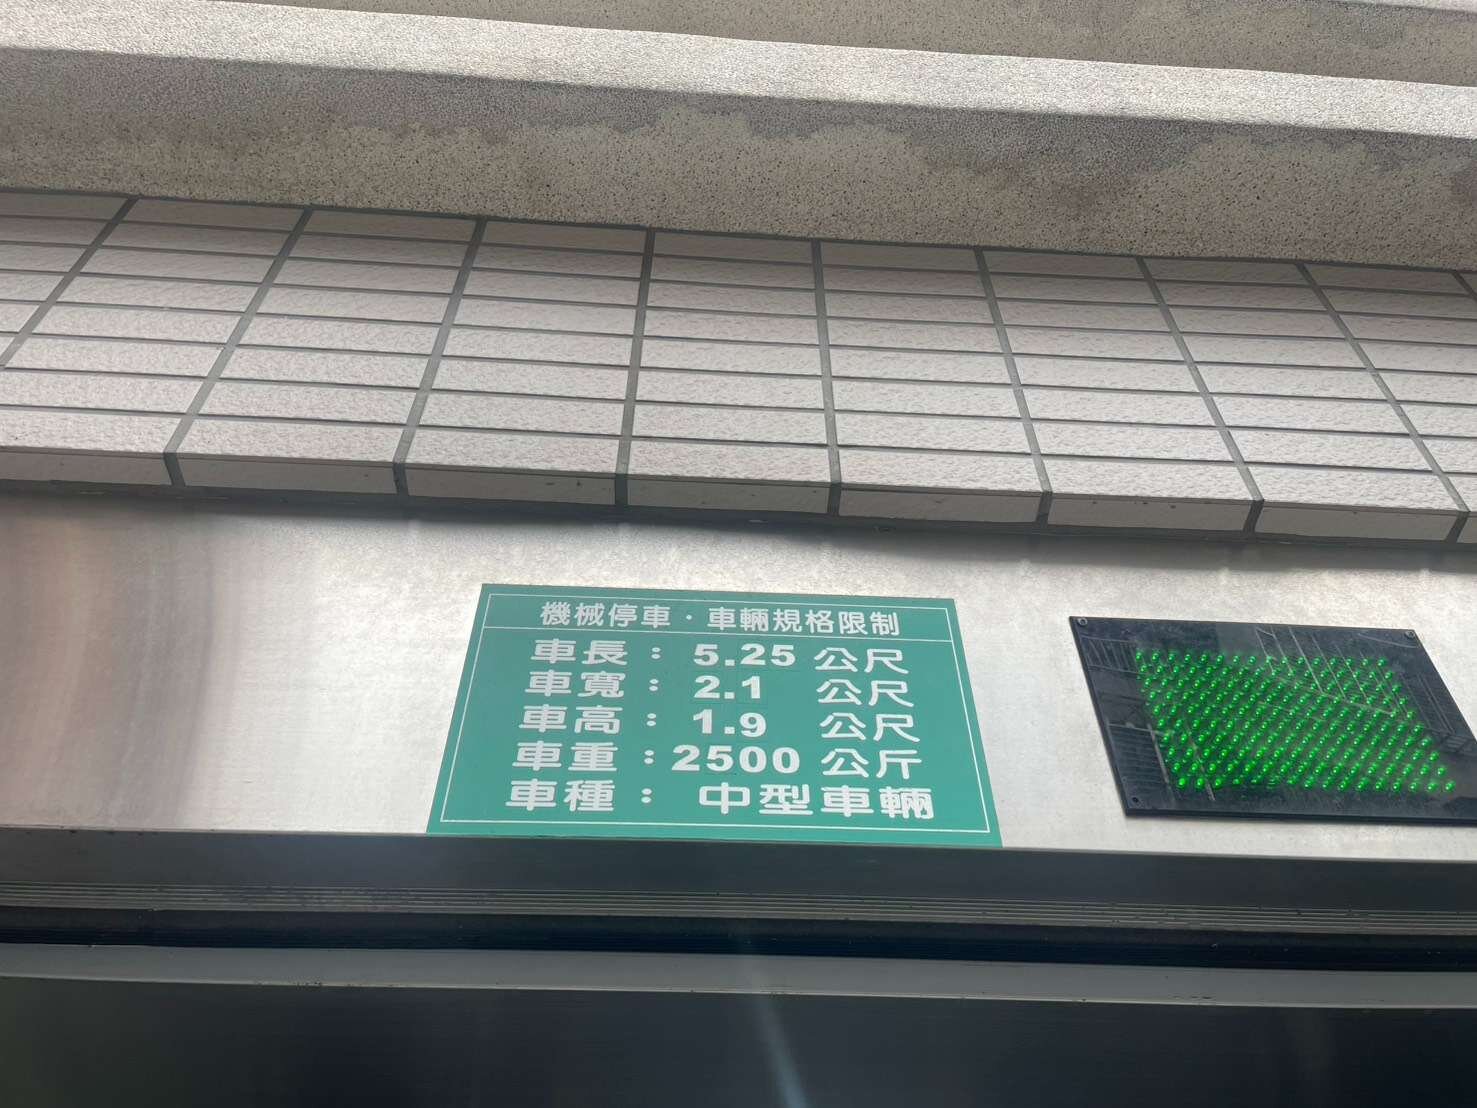 機械停車·車輛規格限制
車長：5.25 公尺
車寬：2.1 公尺
車高：1.9 公尺
車重：2500 公斤
車種：中型車輛